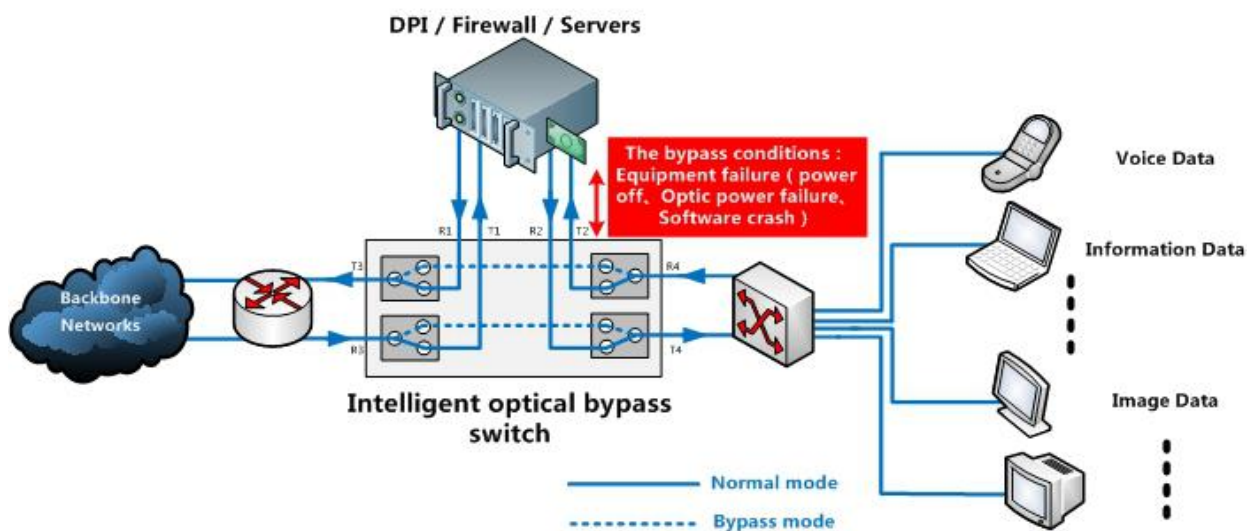 DPI / Firewall / Servers
The bypass conditions :
Equipment failure ( power
off、Optic power failure、
Software crash )
Voice Data
R1
T1
R2
T2
Information Data
T3
R4
Backbone
Networks
R3
T4
Intelligent optical bypass
switch
Image Data
Normal mode
Bypass mode